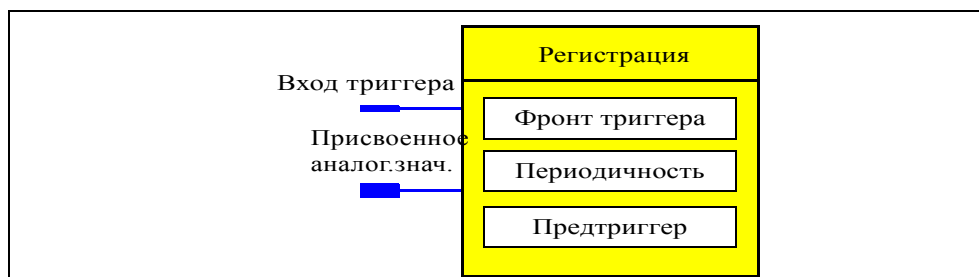 Регистрация
Вход триггера
Фронт триггера
Присвоенное
аналог.знач.
Периодичность
Предтриггер